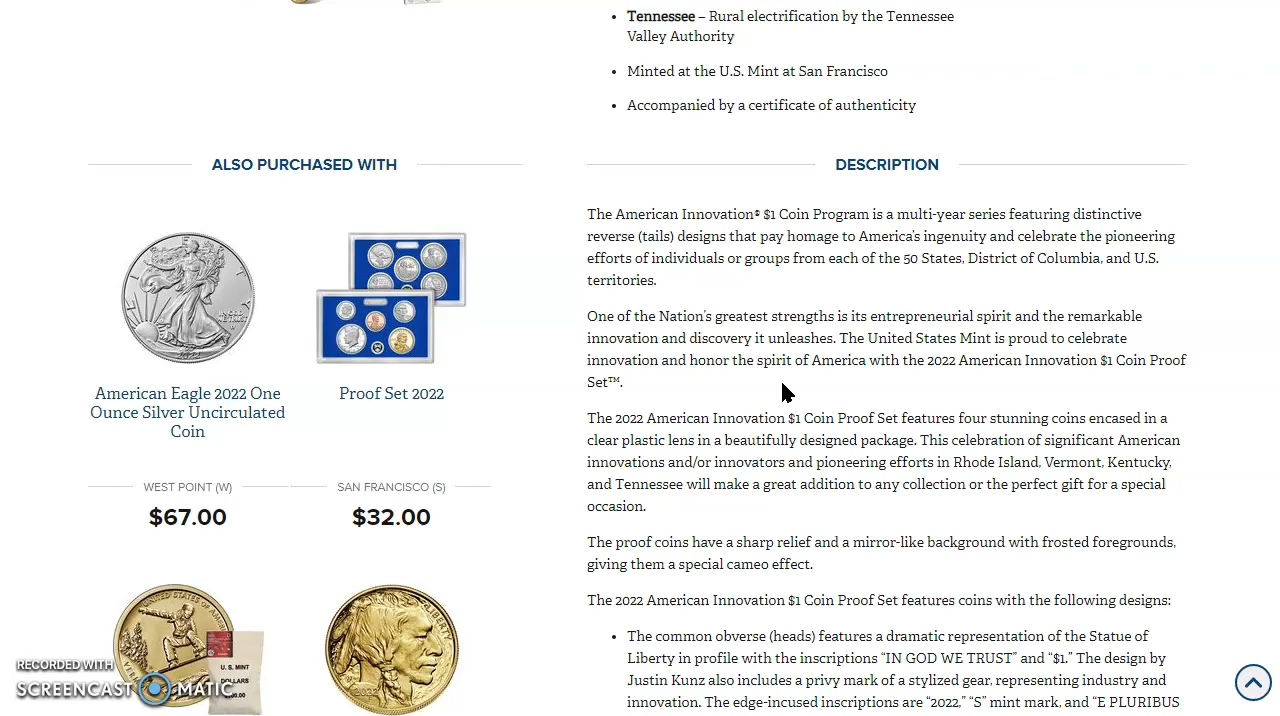 • Tennessee – Rural electrification by the Tennessee
Valley Authority
• Minted at the U.S. Mint at San Francisco
• Accompanied by a certificate of authenticity
ALSO PURCHASED WITH
American Eagle 2022 One
Ounce Silver Uncirculated
Coin
WEST POINT (W)
$67.00
Proof Set 2022
SAN FRANCISCO (S)
$32.00
2022
LIBERTY
2022
UNITED STATES OF
U.S. MINT
DOLLARS
RECORDED WITH
SCREENCAST MATIC
DESCRIPTION
The American Innovation® $1 Coin Program is a multi-year series featuring distinctive
reverse (tails) designs that pay homage to America's ingenuity and celebrate the pioneering
efforts of individuals or groups from each of the 50 States, District of Columbia, and U.S.
territories.
One of the Nation's greatest strengths is its entrepreneurial spirit and the remarkable
innovation and discovery it unleashes. The United States Mint is proud to celebrate
innovation and honor the spirit of America with the 2022 American Innovation $1 Coin Proof
Set™.
The 2022 American Innovation $1 Coin Proof Set features four stunning coins encased in a
clear plastic lens in a beautifully designed package. This celebration of significant American
innovations and/or innovators and pioneering efforts in Rhode Island, Vermont, Kentucky,
and Tennessee will make a great addition to any collection or the perfect gift for a special
occasion.
The proof coins have a sharp relief and a mirror-like background with frosted foregrounds,
giving them a special cameo effect.
The 2022 American Innovation $1 Coin Proof Set features coins with the following designs:
• The common obverse (heads) features a dramatic representation of the Statue of
Liberty in profile with the inscriptions “IN GOD WE TRUST” and “$1.” The design by
Justin Kunz also includes a privy mark of a stylized gear, representing industry and
innovation. The edge-incused inscriptions are “2022,” “S” mint mark, and “E PLURIBUS